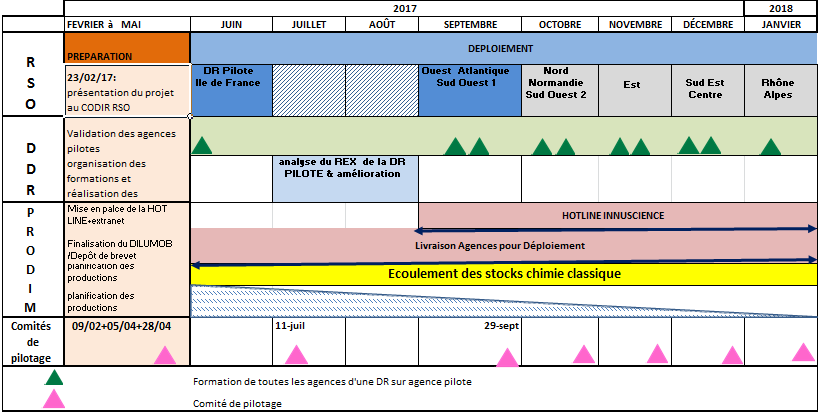 2017
2018
FEVRIER à MAI
JUIN
JUILLET
AOÛT
SEPTEMBRE
OCTOBRE
NOVEMBRE
DÉCEMBRE
JANVIER
R
S
O
PREPARATION
DEPLOIEMENT
23/02/17:
présentation du projet
au CODIR RSO
DR Pilote
Ile de France
Ouest Atlantique
Sud Ouest 1
Nord
Normandie
Sud Ouest 2
Est
Sud Est
Centre
Rhône
Alpes
D
D
R
Validation des agences
pilotes
organisation des
formations et
réalisation des
analyse du REX de la DR
PILOTE & amélioration
P
R
O
D
I
M
Mise en palce de la HOT
LINE+extranet
HOTLINE INNUSCIENCE
Finalisation du DILUMOB
/Depôt de brevet
Livraison Agences pour Déploiement
planification des
productions
Ecoulement des stocks chimie classique
planification des
productions
Comités
de
pilotage
09/02+05/04+28/04
11-juil
29-sept
Formation de toutes les agences d'une DR sur agence pilote
Comité de pilotage